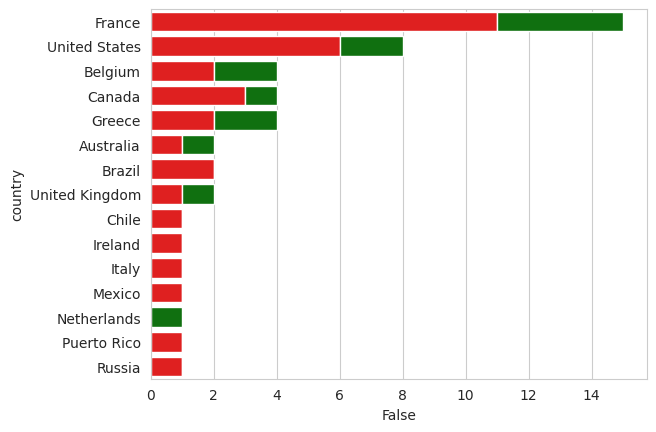 France
United States
Belgium
Canada
Greece
Australia
Brazil
United Kingdom
Chile
Ireland
Italy
Mexico
Netherlands
Puerto Rico
Russia
country
0 2 4 6 8 10 12 14
False